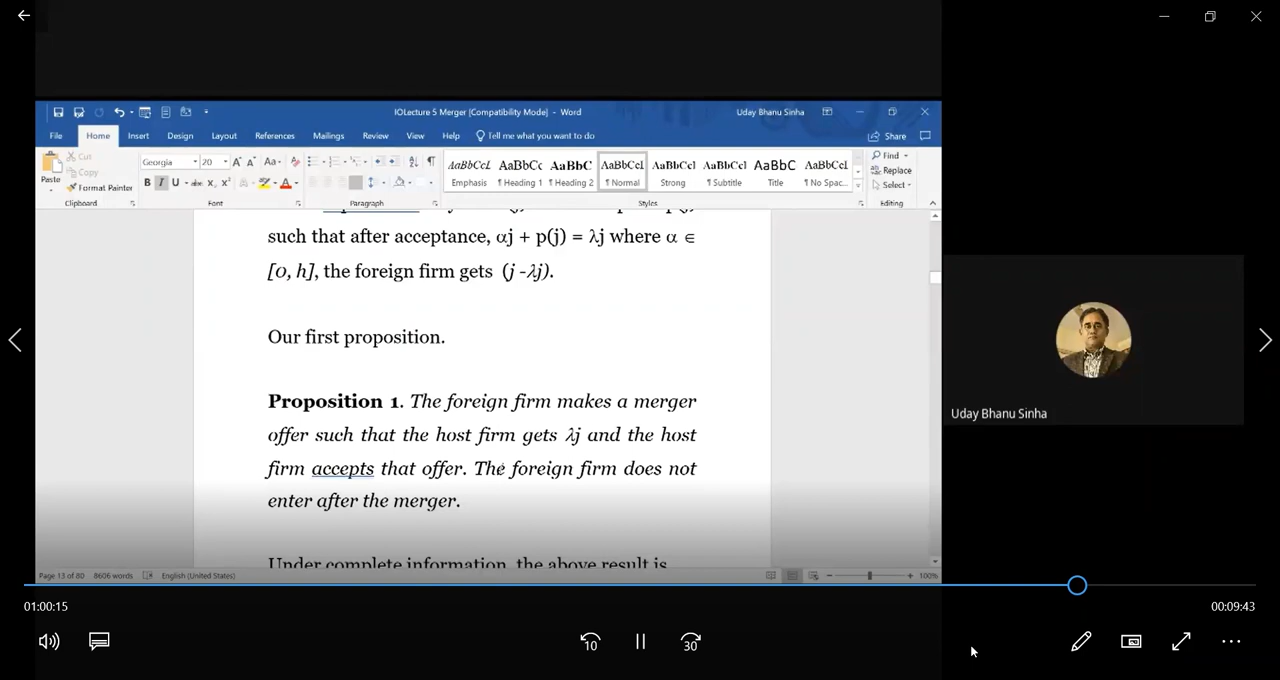 IOLecture 5 Merger [Compatibility Mode] - Word
Uday Bhanu Sinha
File Home Insert Design Layout References Mailings Review View Help Tell me what you want to do Share
Paste
Cut
Copy
Format Painter
Clipboard
Georgia 20
Font
Paragraph
AaBbCcL AaBbCc AaBbC AaBbCcL AaBbCcl AaBbCcL AaBbC AaBbCcL
Emphasis ¶ Heading 1 ¶ Heading 2 ¶ Normal Strong ¶ Subtitle Title ¶ No Spac...
Styles
Find
Replace
Select
Editing
such that after acceptance, αj + p(j) = λj where α ∈
[0, h], the foreign firm gets (j -λj).
Our first proposition.
Proposition 1. The foreign firm makes a merger
offer such that the host firm gets λj and the host
firm accepts that offer. The foreign firm does not
enter after the merger.
Under complete information, the above result is
Uday Bhanu Sinha
Page 13 of 80 8606 words English (United States) 100%
01:00:15 00:09:43
10 30